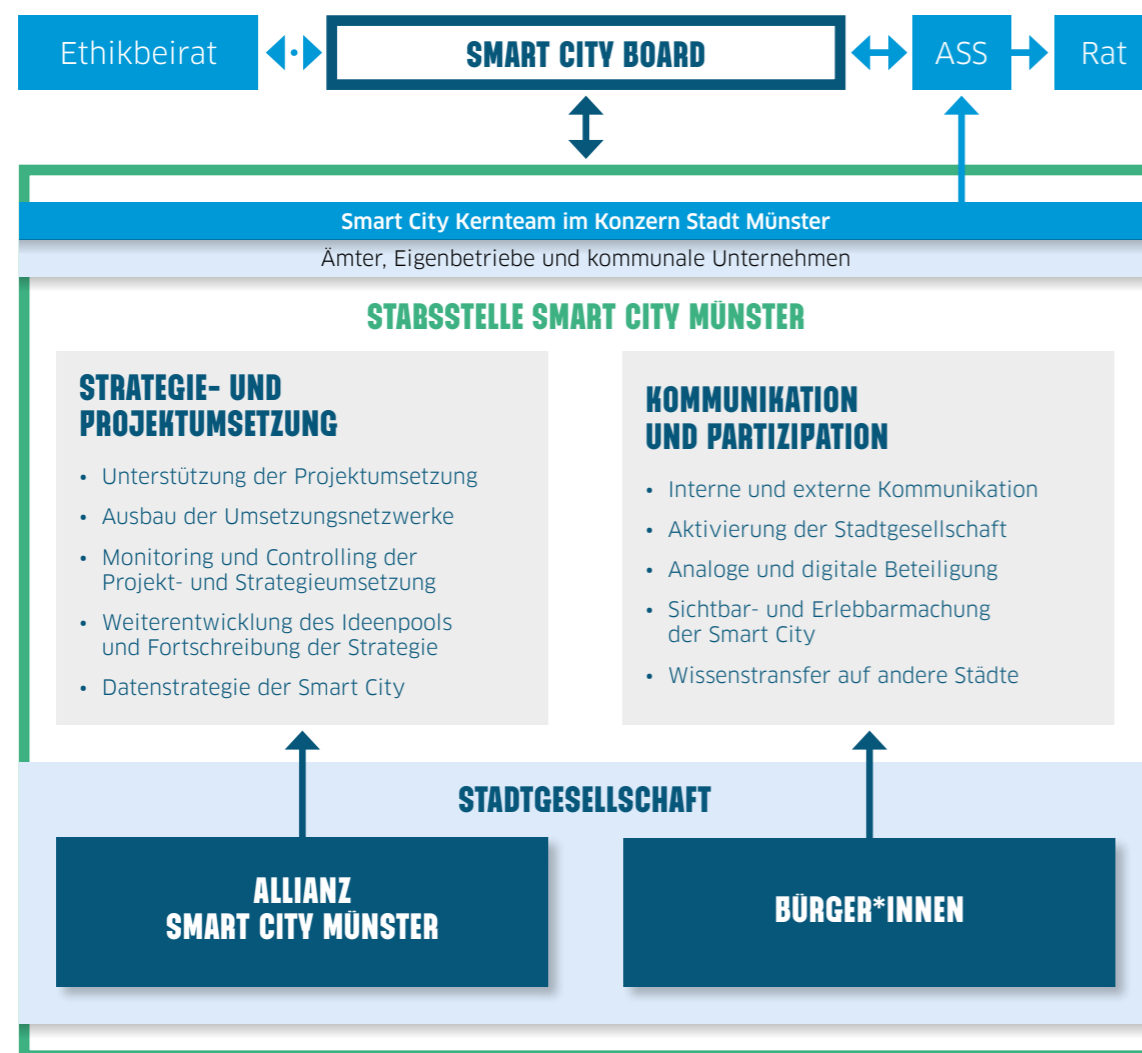 Ethikbeirat
SMART CITY BOARD
ASS
Rat
Smart City Kernteam im Konzern Stadt Münster
Ämter, Eigenbetriebe und kommunale Unternehmen
STABSSTELLE SMART CITY MÜNSTER
STRATEGIE- UND
PROJEKTUMSETZUNG
• Unterstützung der Projektumsetzung
• Ausbau der Umsetzungsnetzwerke
• Monitoring und Controlling der
Projekt- und Strategieumsetzung
• Weiterentwicklung des Ideenpools
und Fortschreibung der Strategie
• Datenstrategie der Smart City
KOMMUNIKATION
UND PARTIZIPATION
• Interne und externe Kommunikation
• Aktivierung der Stadtgesellschaft
• Analoge und digitale Beteiligung
• Sichtbar- und Erlebbarmachung
der Smart City
• Wissenstransfer auf andere Städte
STADTGESELLSCHAFT
ALLIANZ
SMART CITY MÜNSTER
BÜRGER*INNEN